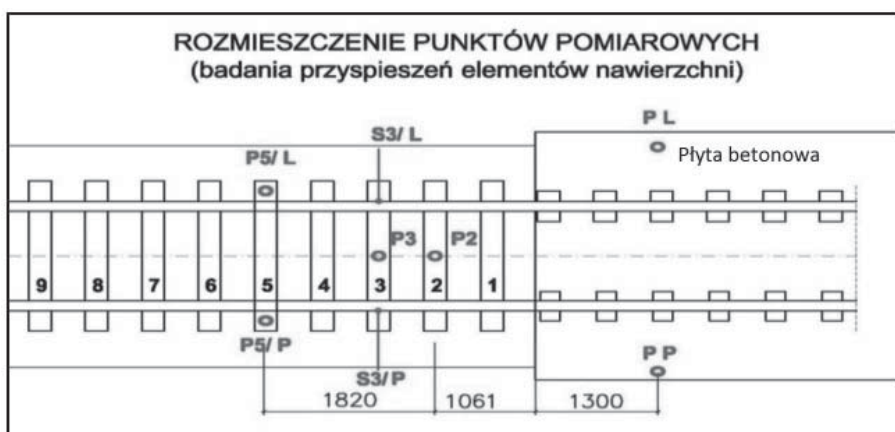 ROZMIESZCZENIE PUNKTÓW POMIAROWYCH
(badania przyspieszeń elementów nawierzchni)
P L
S3/ L
Płyta betonowa
P5/ L
P3
P2
9
8
7
6
5
4
3
2
1
P5/ P
P P
S3/P
1820
1061
1300